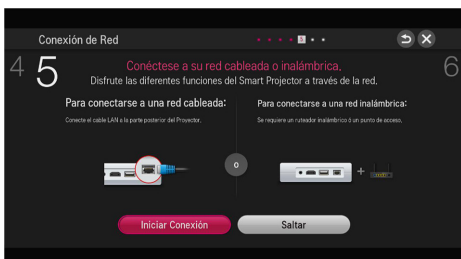 Conexión de Red
5
4 5
6
Conéctese a su red cableada o inalámbrica.
Disfrute las diferentes funciones del Smart Projector a través de la red.
Para conectarse a una red cableada:
Conecte el cable LAN a la parte posterior del Proyector.
o
Para conectarse a una red inalámbrica:
Se requiere un ruteador inalámbrico ó un punto de acceso.
+
Iniciar Conexión
Saltar